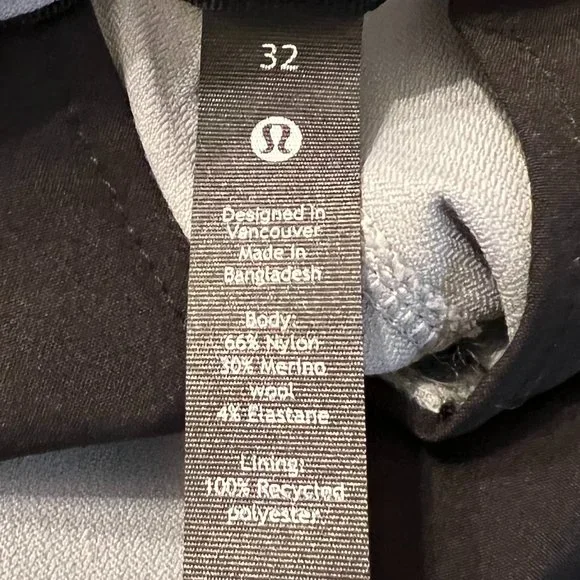 32
Designed in
Vancouver
Made in
Bangladesh
Body:
66% Nylon
30% Merino
wool
4% Elastane
Lining:
100% Recycled
polyester